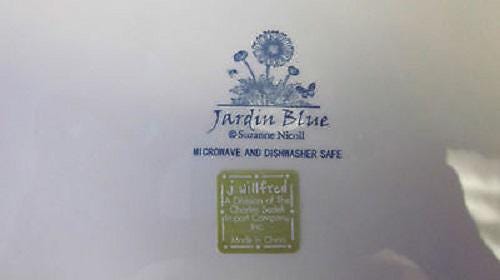 Jardin Blue
© Suzanne Nicoll
MICROWAVE AND DISHWASHER SAFE
j.willfred
A Division of The
Charles Sadek
Import Company
Inc.
Made in China